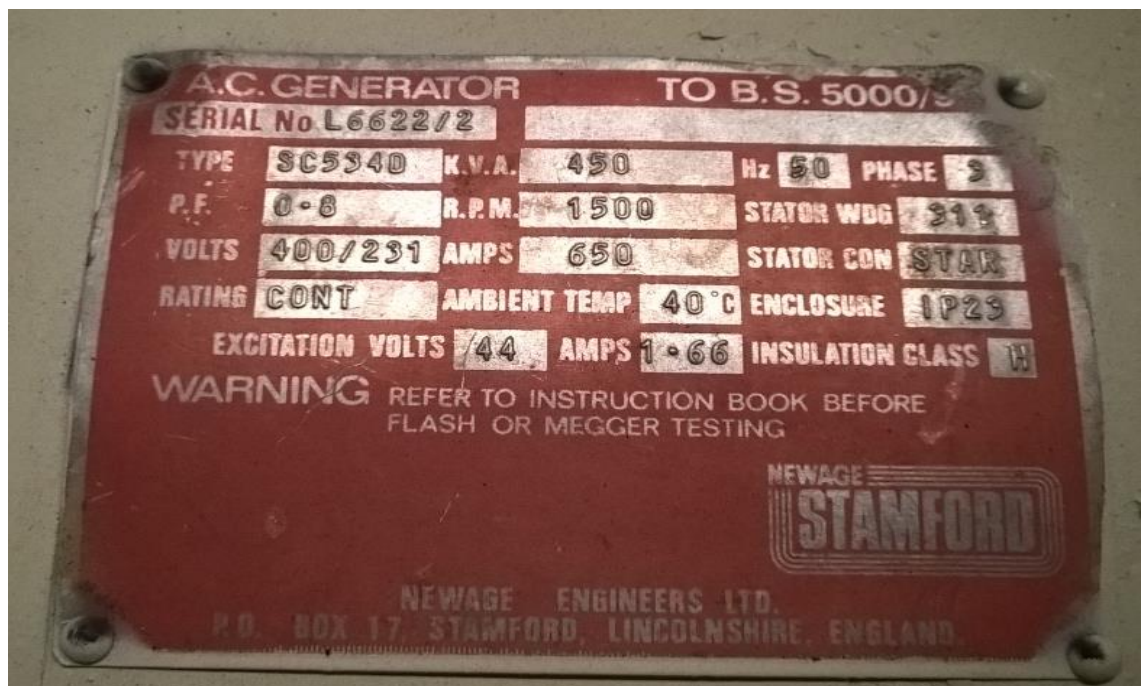 A.C. GENERATOR TO B.S. 5000/
SERIAL No L6622/2
TYPE SC534D K.V.A. 450 Hz 50 PHASE 3
P.F. 0-8 R.P.M. 1500 STATOR WDG 311
VOLTS 400/231 AMPS 650 STATOR CON STAR
RATING CONT AMBIENT TEMP 40°C ENCLOSURE IP23
EXCITATION VOLTS 44 AMPS 1-66 INSULATION CLASS H
WARNING REFER TO INSTRUCTION BOOK BEFORE
FLASH OR MEGGER TESTING
NEWAGE
STAMFORD
NEWAGE ENGINEERS LTD.
P.O. BOX 17, STAMFORD, LINCOLNSHIRE, ENGLAND.